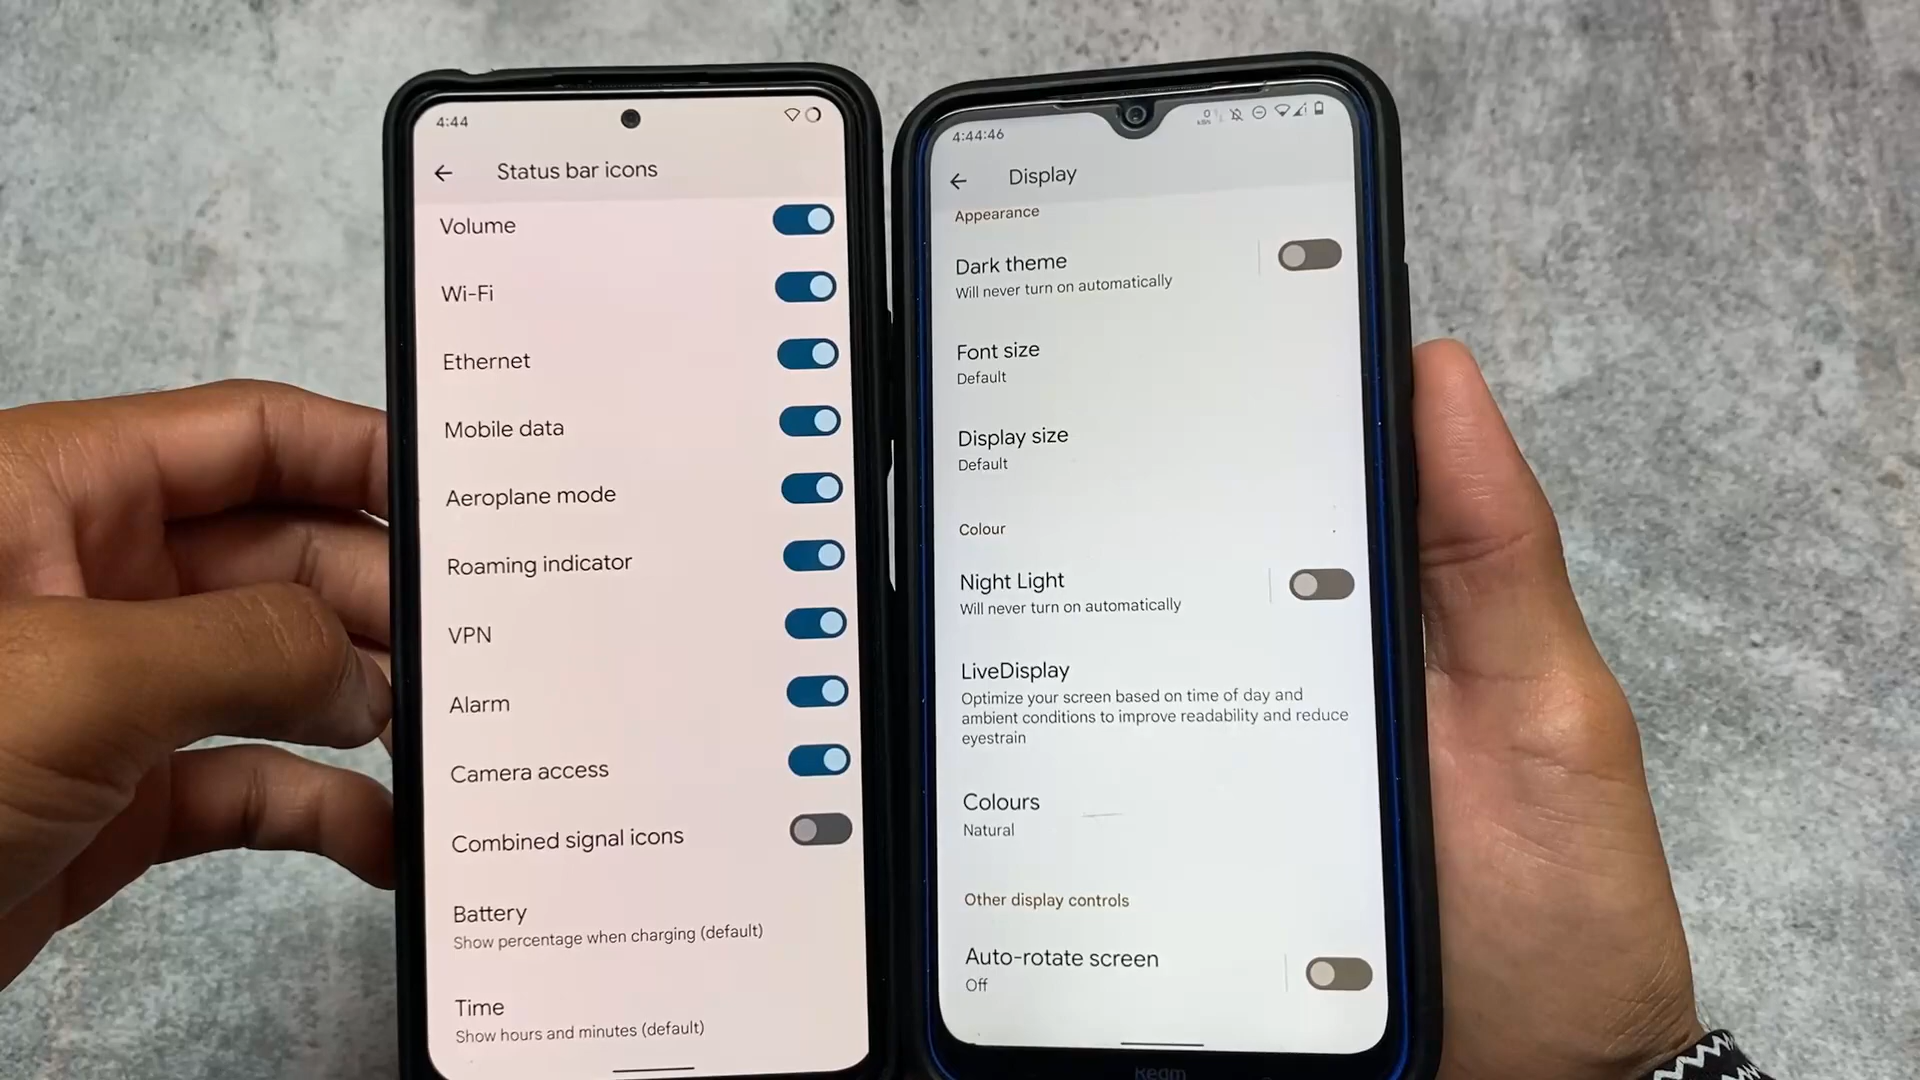 4:44
Status bar icons
Volume
Wi-Fi
Ethernet
Mobile data
Aeroplane mode
Roaming indicator
VPN
Alarm
Camera access
Combined signal icons
Battery
Show percentage when charging (default)
Time
Show hours and minutes (default)
4:44:46
0
Display
Appearance
Dark theme
Will never turn on automatically
Font size
Default
Display size
Default
Colour
Night Light
Will never turn on automatically
LiveDisplay
Optimize your screen based on time of day and
ambient conditions to improve readability and reduce
eyestrain
Colours
Natural
Other display controls
Auto-rotate screen
Off